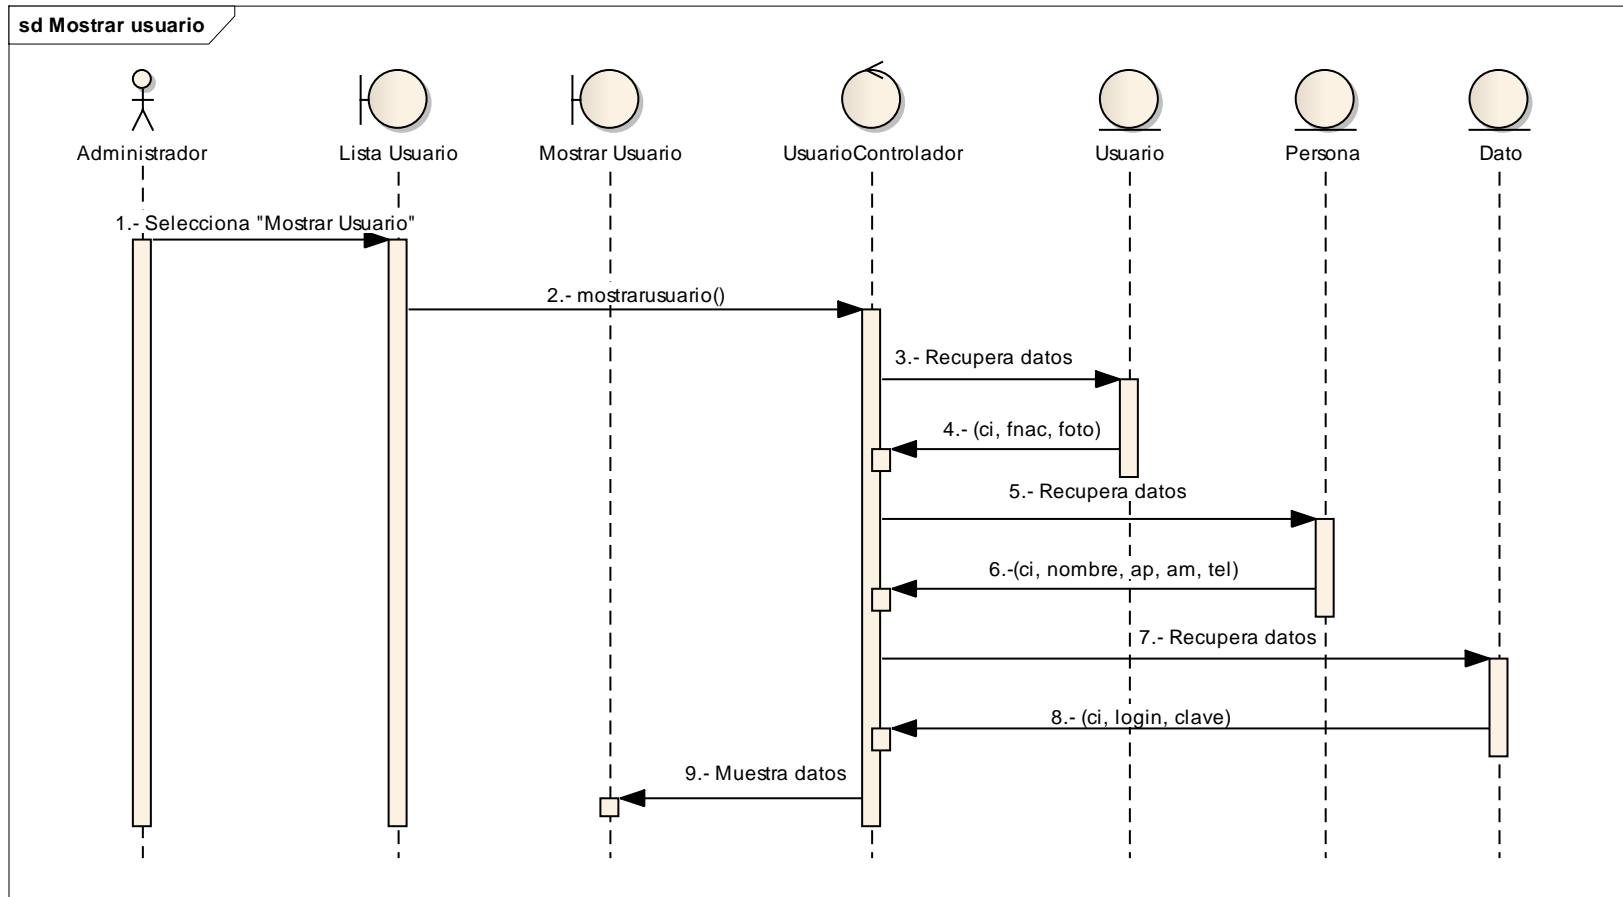 sd Mostrar usuario
Administrador
Lista Usuario
Mostrar Usuario
UsuarioControlador
Usuario
Persona
Dato
1.- Selecciona "Mostrar Usuario"
2.- mostrarusuario()
3.- Recupera datos
4.- (ci, fnac, foto)
5.- Recupera datos
6.-(ci, nombre, ap, am, tel)
7.- Recupera datos
8.- (ci, login, clave)
9.- Muestra datos